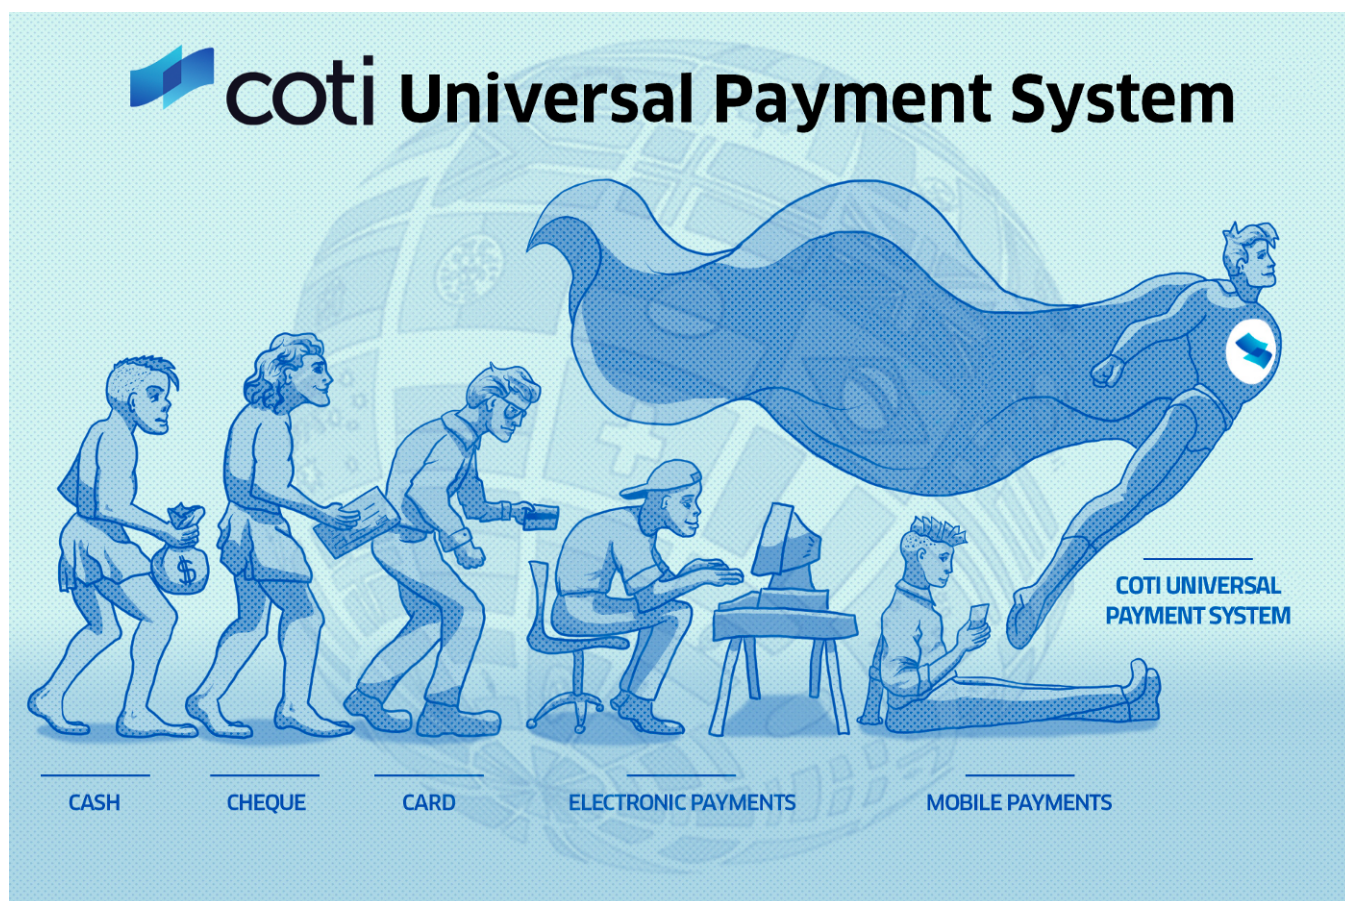 coti Universal Payment System
$
COTI UNIVERSAL
PAYMENT SYSTEM
CASH
CHEQUE
CARD
ELECTRONIC PAYMENTS
MOBILE PAYMENTS